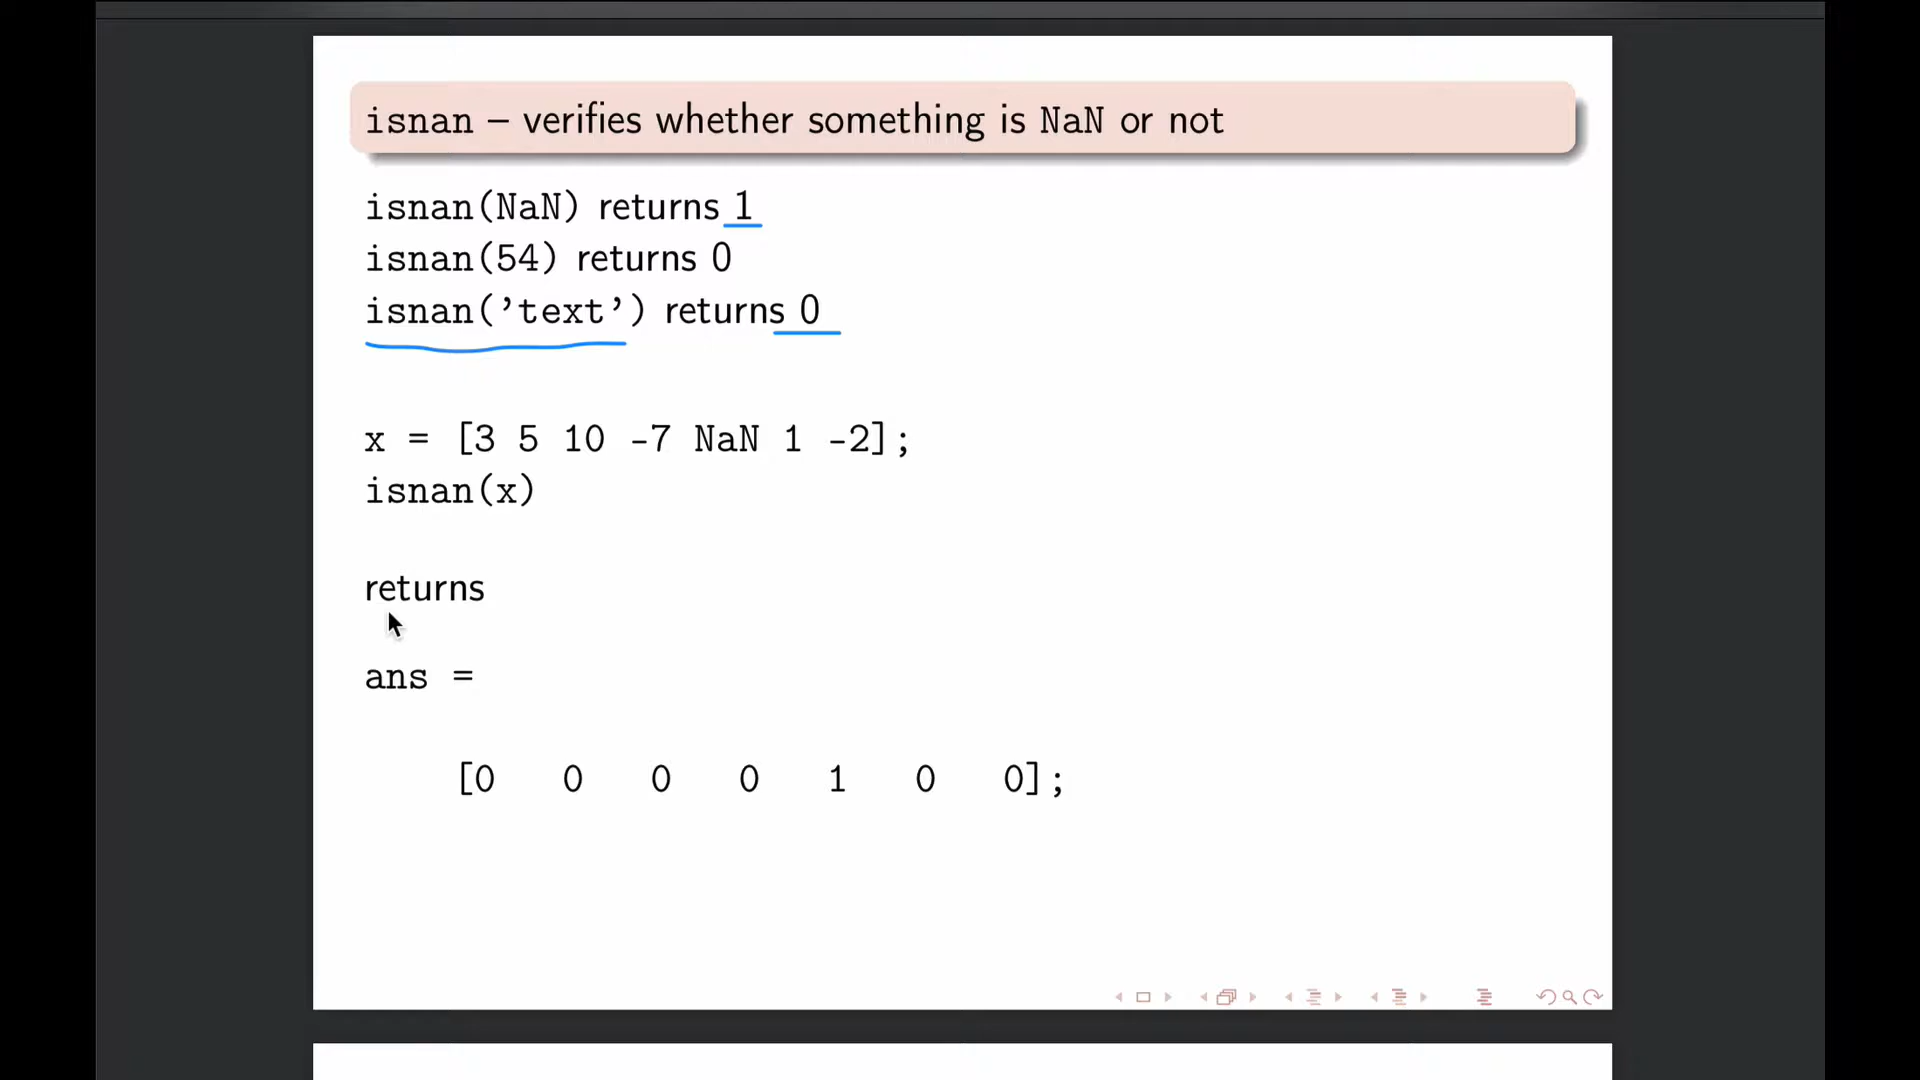 isnan – verifies whether something is NaN or not
isnan(NaN) returns 1
isnan(54) returns 0
isnan('text') returns 0
x = [3 5 10 -7 NaN 1 -2];
isnan(x)
returns
ans =
[0 0 0 0 1 0 0];